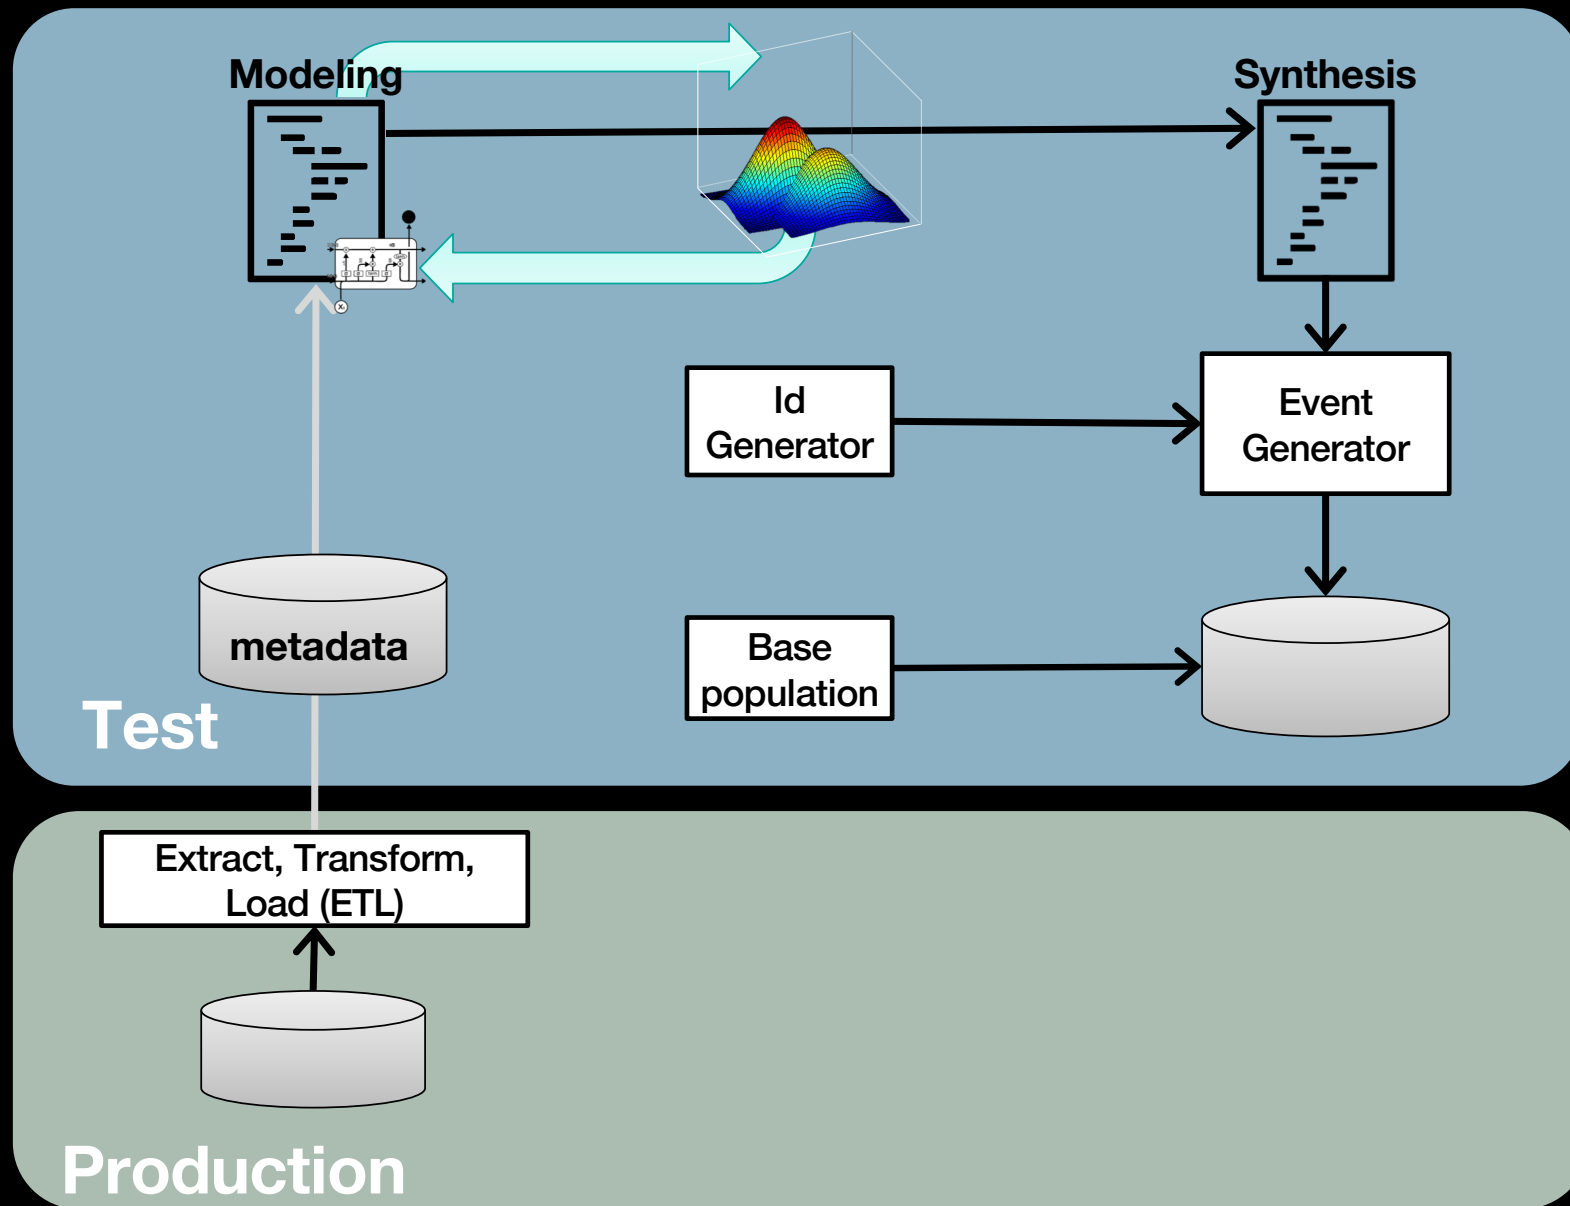 Modeling
Synthesis
Id
Generator
Event
Generator
metadata
Base
population
Test
Extract, Transform,
Load (ETL)
Production